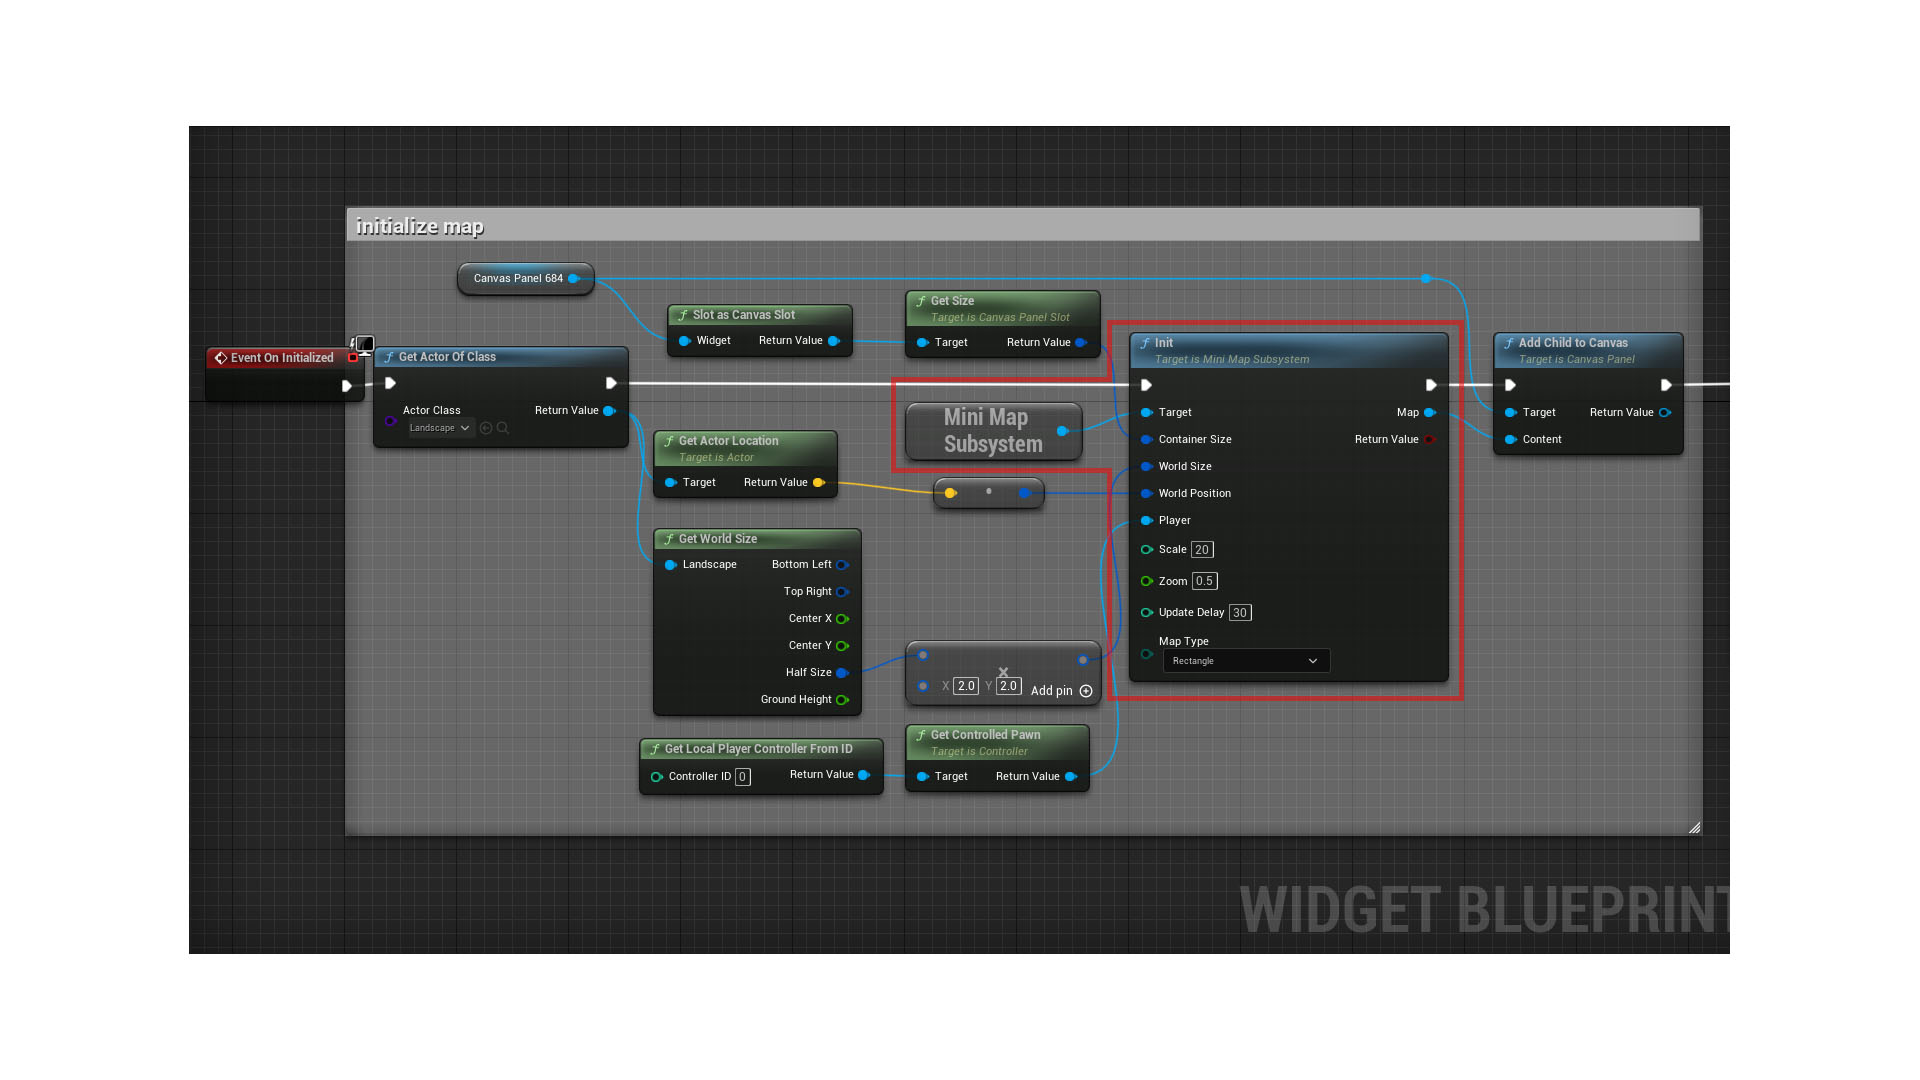 initialize map
Canvas Panel 684
Slot as Canvas Slot
Widget Return Value
Get Size
Target is Canvas Panel Slot
Target Return Value
Event On Initialized
Get Actor Of Class
Actor Class
Landscape
Return Value
Get Actor Location
Target is Actor
Target Return Value
Mini Map
Subsystem
Init
Target is Mini Map Subsystem
Target Map
Container Size Return Value
World Size
World Position
Player
Scale 20
Zoom 0.5
Update Delay 30
Map Type
Rectangle
Add Child to Canvas
Target is Canvas Panel
Target Return Value
Content
Get World Size
Landscape Bottom Left
Top Right
Center X
Center Y
Half Size
Ground Height
X 2.0 Y 2.0 Add pin
Get Local Player Controller From ID
Controller ID 0 Return Value
Get Controlled Pawn
Target is Controller
Target Return Value
WIDGET BLUEPRINT